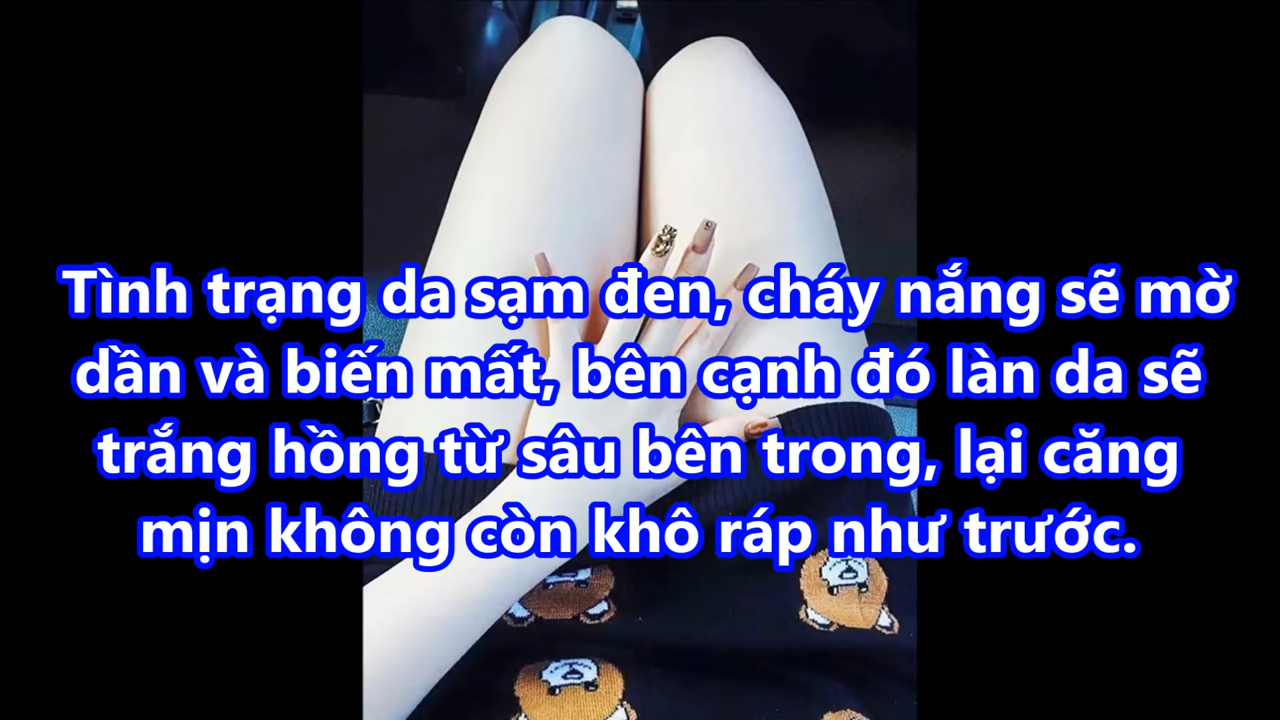 Tình trạng da sạm đen, cháy nắng sẽ mờ
dần và biến mất, bên cạnh đó làn da sẽ
trắng hồng từ sâu bên trong, lại căng
mịn không còn khô ráp như trước.